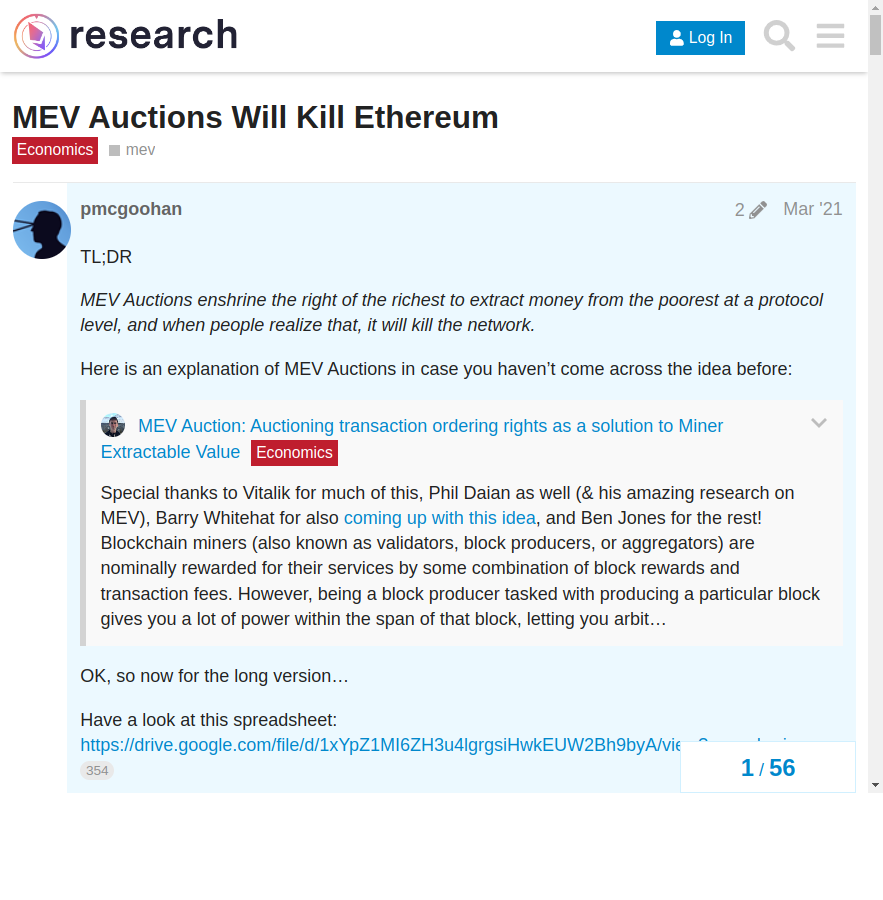 research
Log In
MEV Auctions Will Kill Ethereum
Economics mev
pmcgoohan 2 Mar '21
TL;DR
MEV Auctions enshrine the right of the richest to extract money from the poorest at a protocol
level, and when people realize that, it will kill the network.
Here is an explanation of MEV Auctions in case you haven’t come across the idea before:
MEV Auction: Auctioning transaction ordering rights as a solution to Miner
Extractable Value Economics
Special thanks to Vitalik for much of this, Phil Daian as well (& his amazing research on
MEV), Barry Whitehat for also coming up with this idea, and Ben Jones for the rest!
Blockchain miners (also known as validators, block producers, or aggregators) are
nominally rewarded for their services by some combination of block rewards and
transaction fees. However, being a block producer tasked with producing a particular block
gives you a lot of power within the span of that block, letting you arbit…
OK, so now for the long version…
Have a look at this spreadsheet:
https://drive.google.com/file/d/1xYpZ1MI6ZH3u4lgrgsiHwkEUW2Bh9byA/vie
354
1 / 56